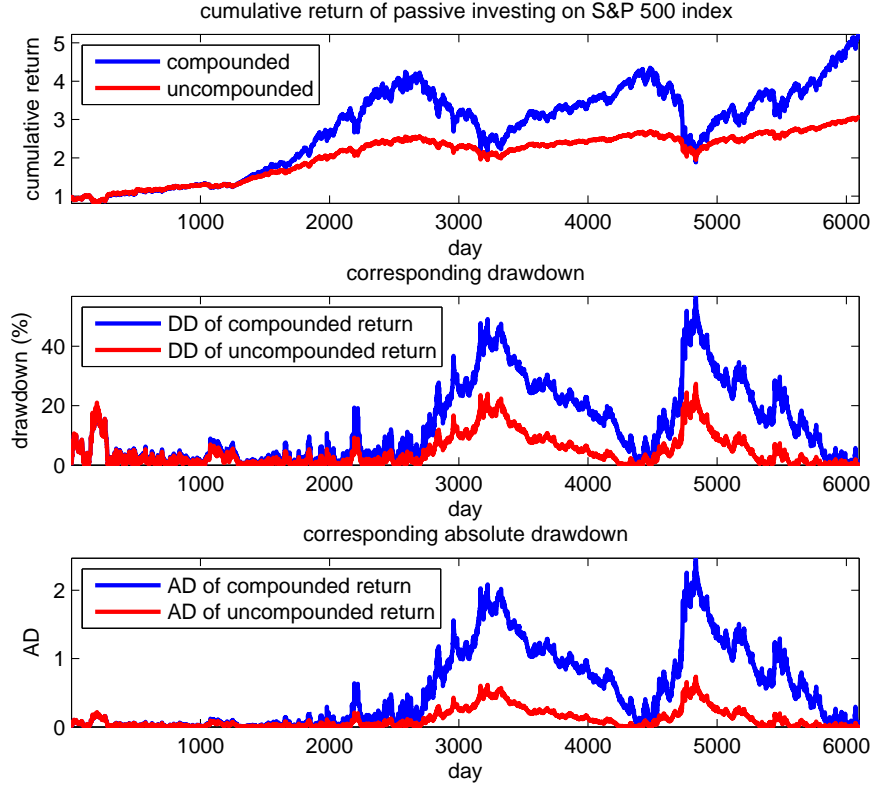 cumulative return of passive investing on S&P 500 index
cumulative return
5
4
3
2
1
compounded
uncompounded
1000 2000 3000 4000 5000 6000
day
corresponding drawdown
drawdown (%)
40
20
0
DD of compounded return
DD of uncompounded return
1000 2000 3000 4000 5000 6000
day
corresponding absolute drawdown
AD
2
1
0
AD of compounded return
AD of uncompounded return
1000 2000 3000 4000 5000 6000
day